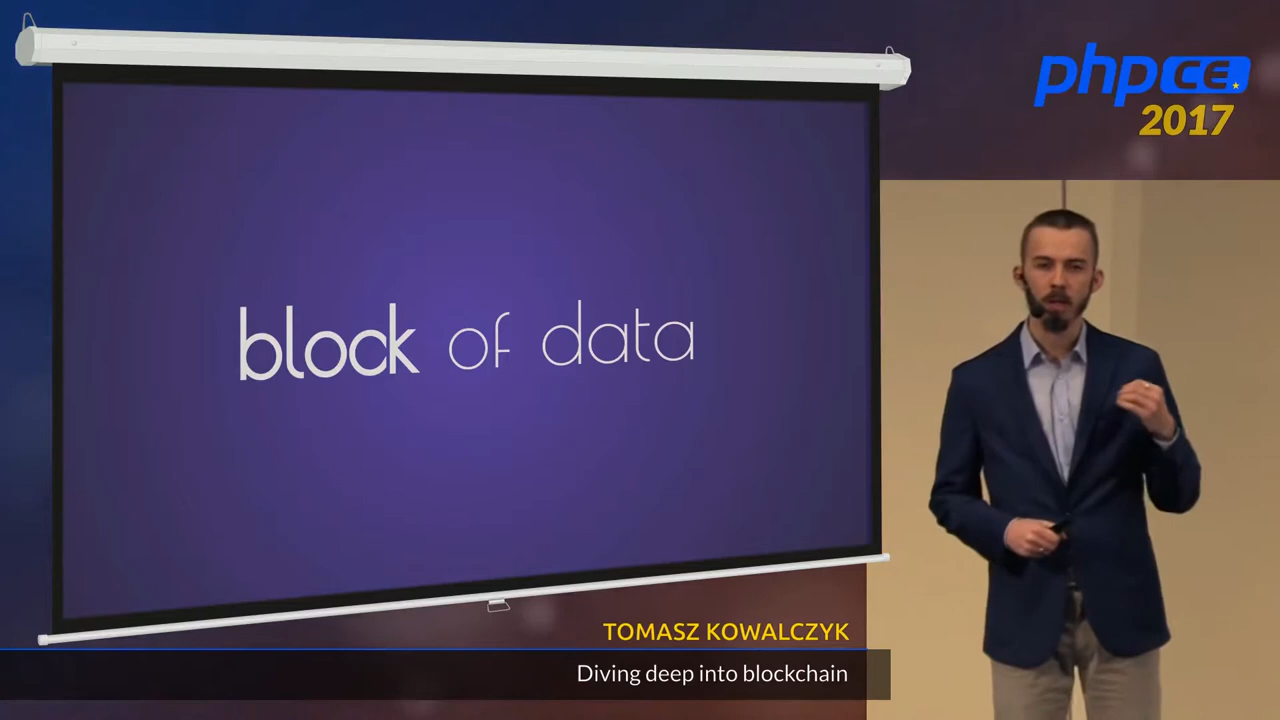 phpCE
2017
block of data
TOMASZ KOWALCZYK
Diving deep into blockchain